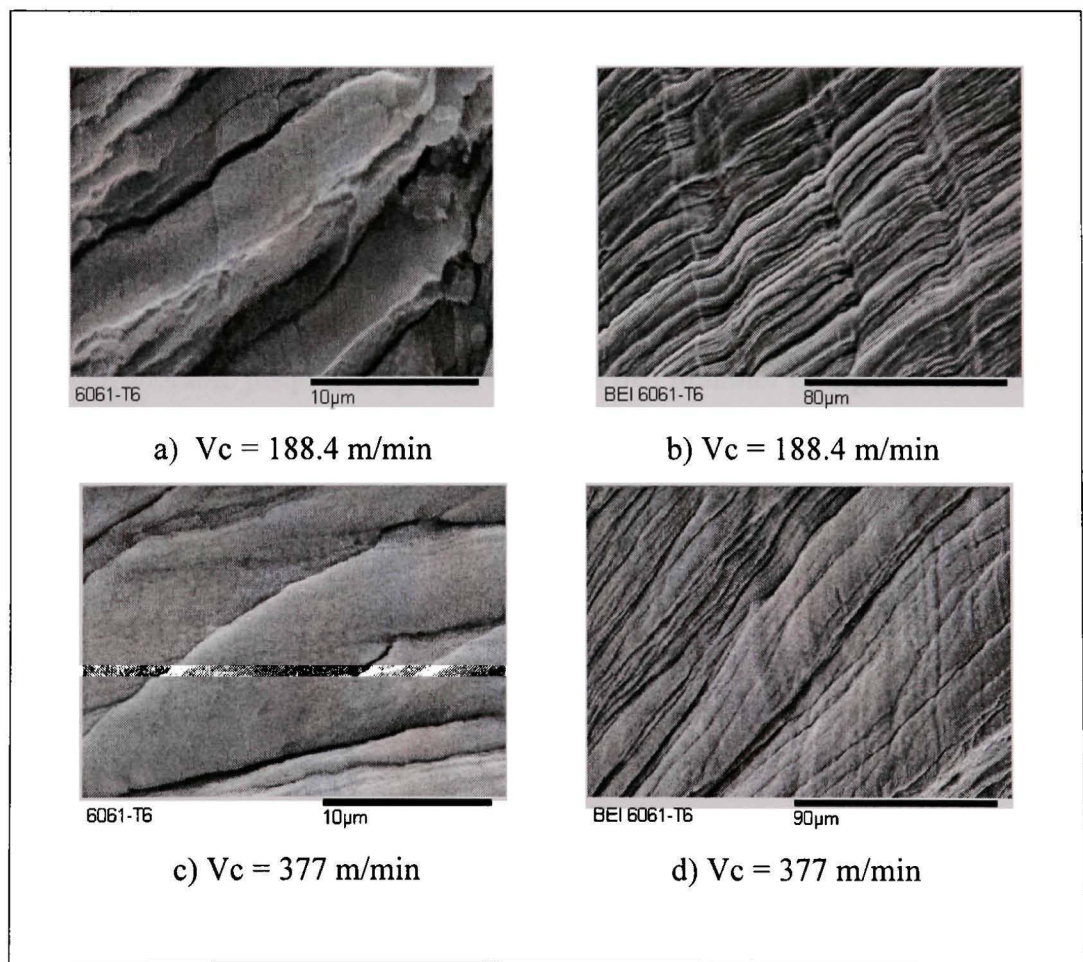 6061-T6 10µm
BEI 6061-T6 80µm
a) Vc = 188.4 m/min
b) Vc = 188.4 m/min
6061-T6 10µm
BEI 6061-T6 90µm
c) Vc = 377 m/min
d) Vc = 377 m/min